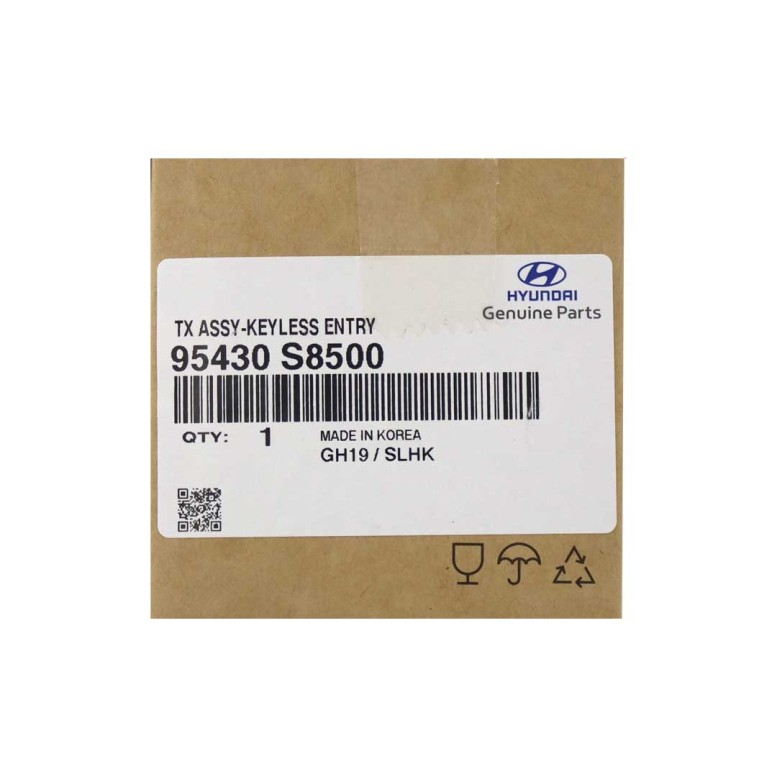 HYUNDAI
Genuine Parts
TX ASSY-KEYLESS ENTRY
95430 S8500
QTY: 1
MADE IN KOREA
GH19 / SLHK